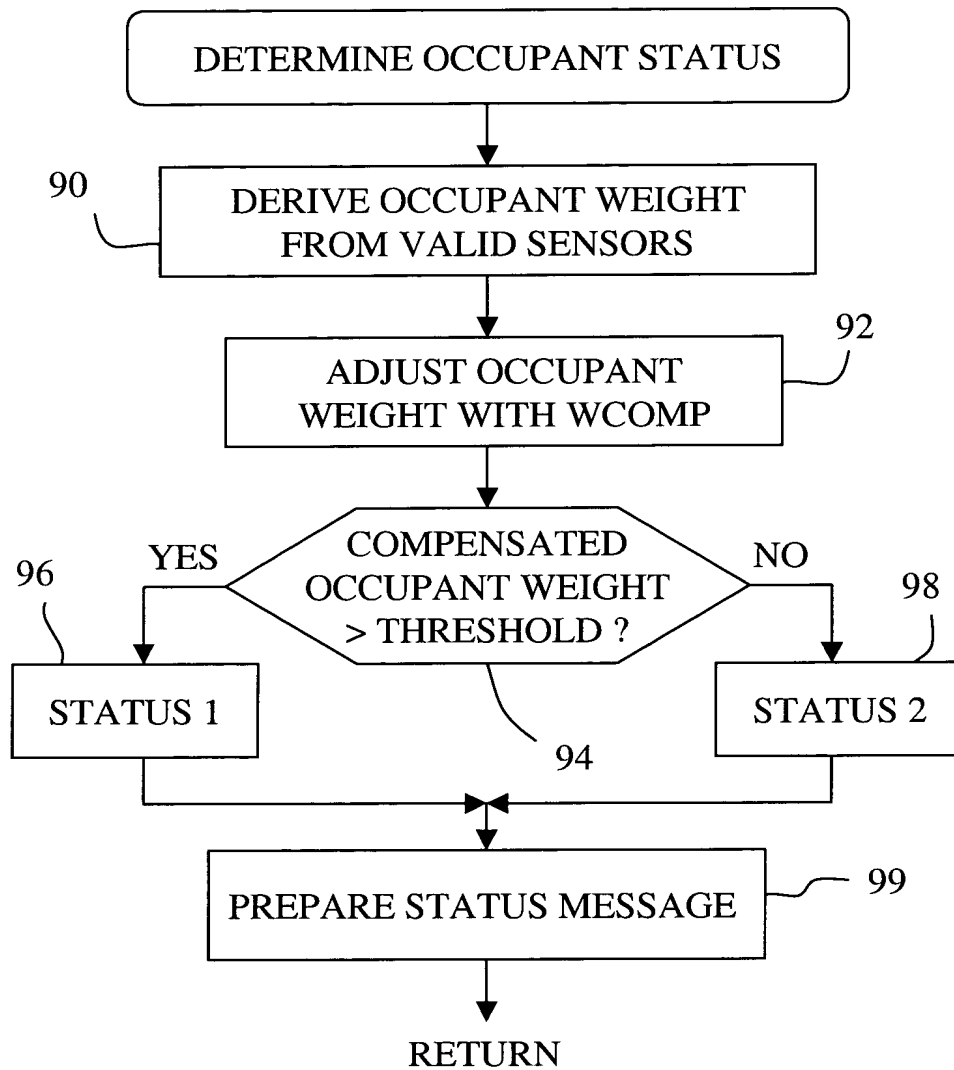 DETERMINE OCCUPANT STATUS
90
DERIVE OCCUPANT WEIGHT
FROM VALID SENSORS
92
ADJUST OCCUPANT
WEIGHT WITH WCOMP
YES
COMPENSATED
OCCUPANT WEIGHT
> THRESHOLD ?
NO
96
98
STATUS 1
STATUS 2
94
PREPARE STATUS MESSAGE
99
RETURN